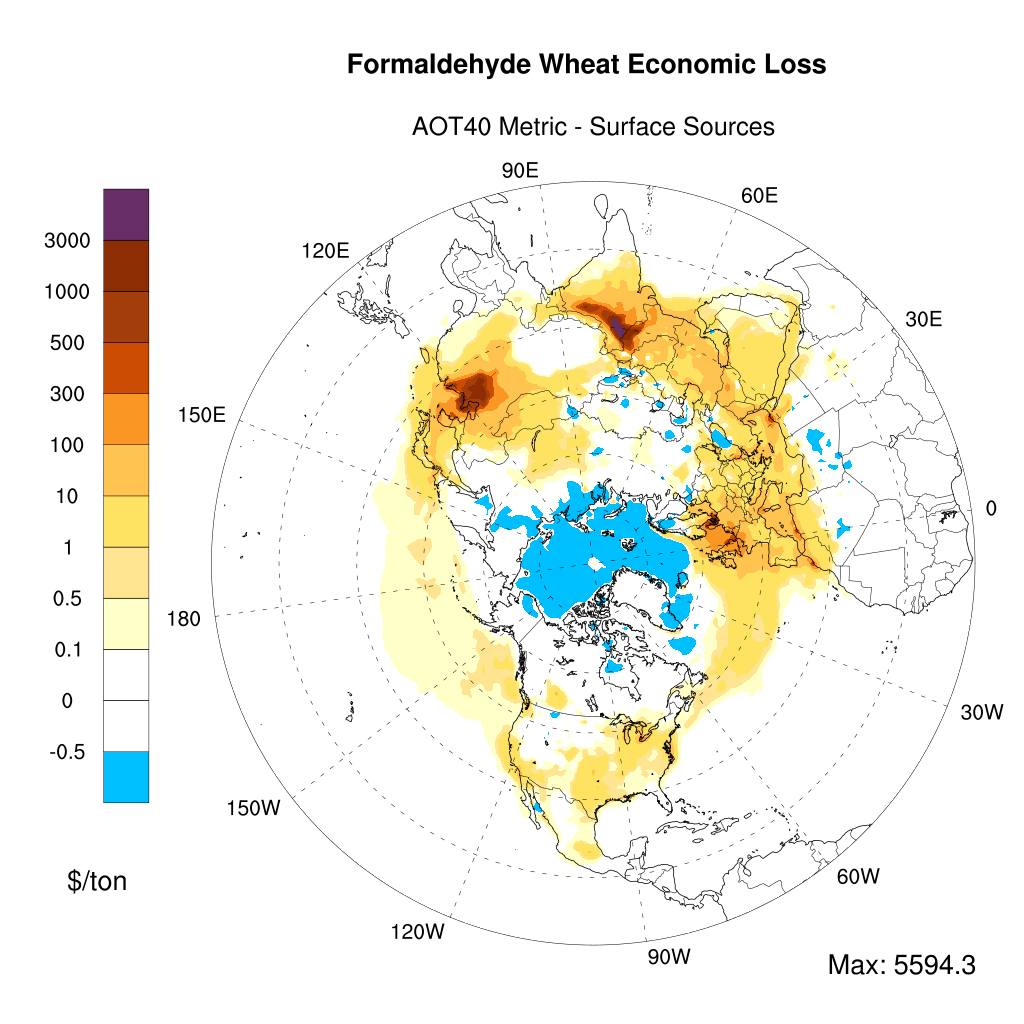 Formaldehyde Wheat Economic Loss
AOT40 Metric - Surface Sources
90E
60E
120E
30E
150E
0
180
30W
150W
60W
120W
90W
3000
1000
500
300
100
10
1
0.5
0.1
0
-0.5
$/ton
Max: 5594.3